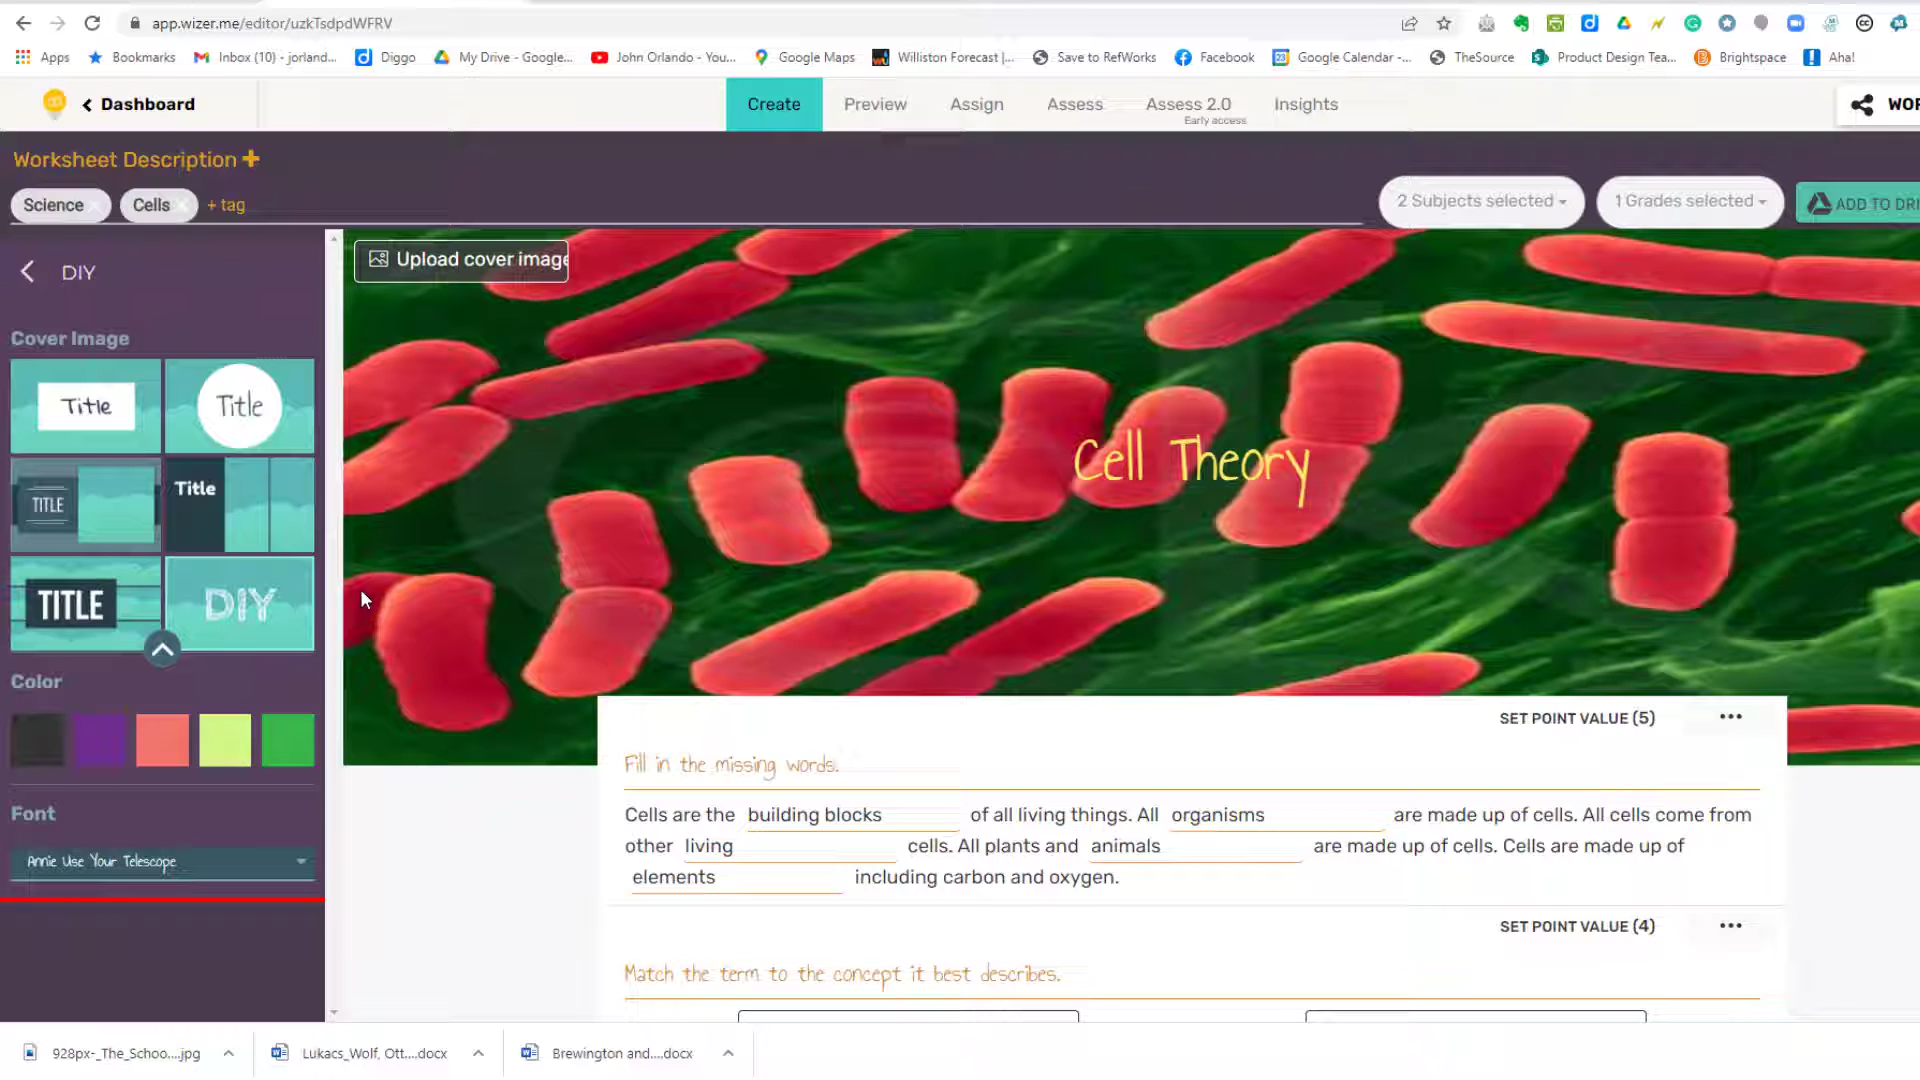 app.wizer.me/editor/uzkTsdpdWFRV
Apps Bookmarks Inbox (10) - jorland... Diggo My Drive - Google... John Orlando - You... Google Maps Williston Forecast |... Save to RefWorks Facebook Google Calendar -... TheSource Product Design Tea... Brightspace Aha!
Dashboard Create Preview Assign Assess Assess 2.0 Insights WOR
Early access
Worksheet Description +
Science Cells + tag 2 Subjects selected 1 Grades selected ADD TO DRI
DIY Upload cover image
Cover Image
Title Title
TITLE Title
TITLE DIY
Cell Theory
Color
Font
Annie Use Your Telescope
SET POINT VALUE (5)
Fill in the missing words.
Cells are the building blocks of all living things. All organisms are made up of cells. All cells come from
other living cells. All plants and animals are made up of cells. Cells are made up of
elements including carbon and oxygen.
SET POINT VALUE (4)
Match the term to the concept it best describes.
928px-_The_Schoo....jpg Lukacs_Wolf, Ott....docx Brewington and....docx